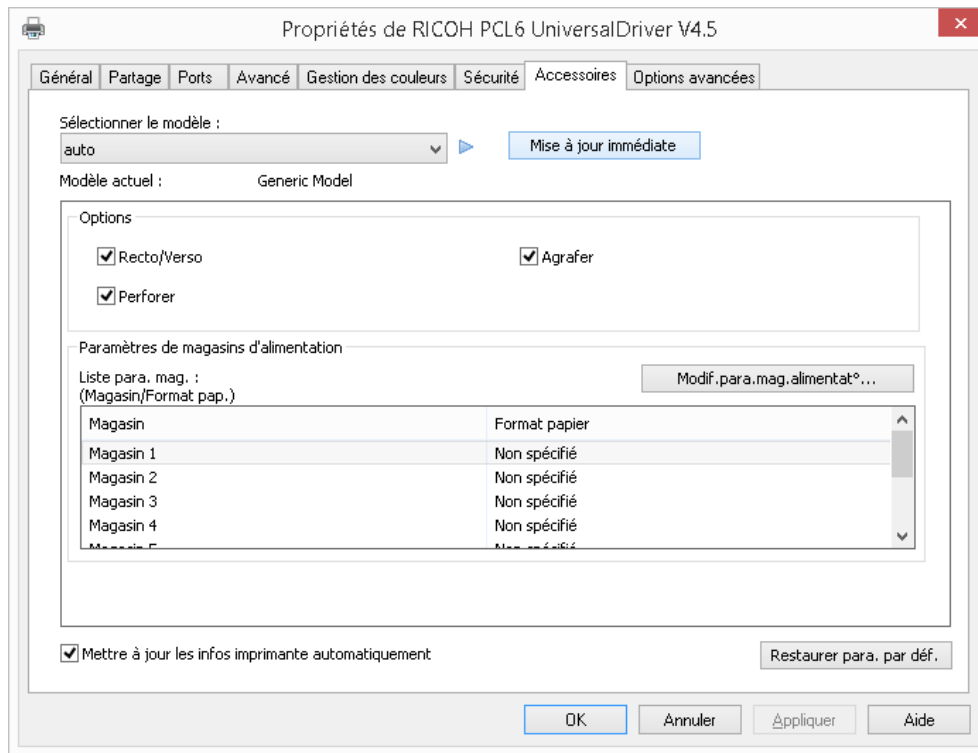 Propriétés de RICOH PCL6 UniversalDriver V4.5
Général Partage Ports Avancé Gestion des couleurs Sécurité Accessoires Options avancées
Sélectionner le modèle :
auto Mise à jour immédiate
Modèle actuel : Generic Model
Options
Recto/Verso Agrafer
Perforer
Paramètres de magasins d'alimentation
Liste para. mag. : Modif.para.mag.alimentat°...
(Magasin/Format pap.)
Magasin Format papier
Magasin 1 Non spécifié
Magasin 2 Non spécifié
Magasin 3 Non spécifié
Magasin 4 Non spécifié
Magasin 5 Non spécifié
Mettre à jour les infos imprimante automatiquement Restaurer para. par déf.
OK Annuler Appliquer Aide